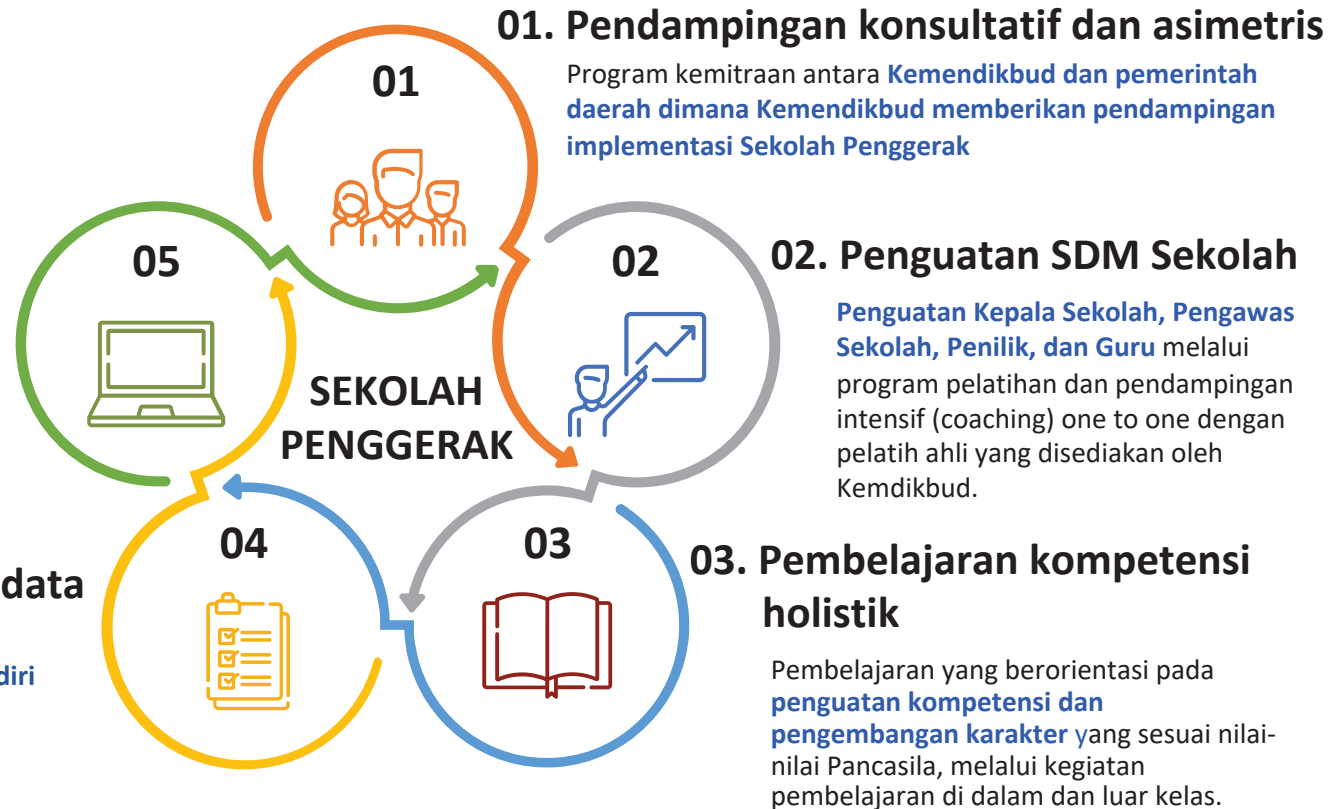 01. Pendampingan konsultatif dan asimetris
Program kemitraan antara Kemendikbud dan pemerintah
daerah dimana Kemendikbud memberikan pendampingan
implementasi Sekolah Penggerak
01
05
02
02. Penguatan SDM Sekolah
Penguatan Kepala Sekolah, Pengawas
Sekolah, Penilik, dan Guru melalui
program pelatihan dan pendampingan
intensif (coaching) one to one dengan
pelatih ahli yang disediakan oleh
Kemdikbud.
SEKOLAH
PENGGERAK
04
03
data
diri
03. Pembelajaran kompetensi
holistik
Pembelajaran yang berorientasi pada
penguatan kompetensi dan
pengembangan karakter yang sesuai nilai-
nilai Pancasila, melalui kegiatan
pembelajaran di dalam dan luar kelas.